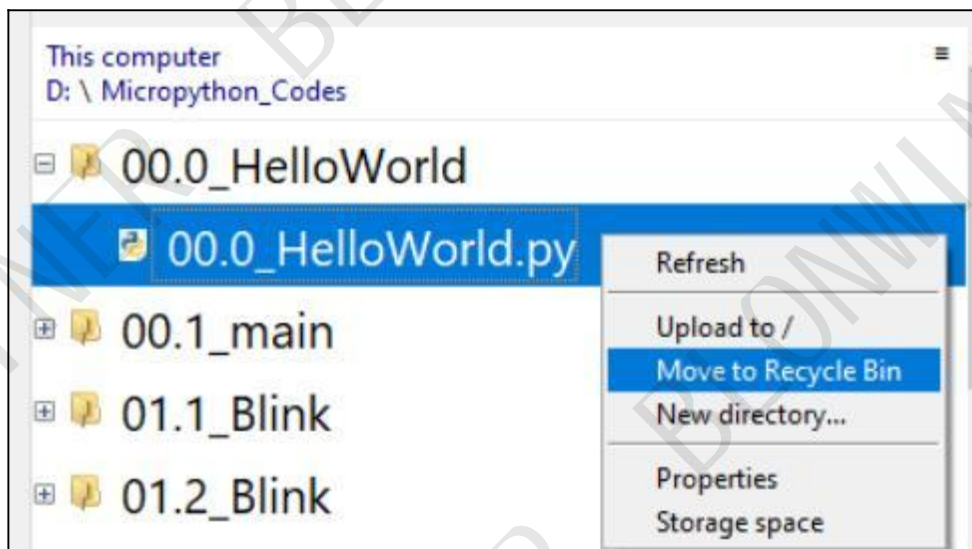 This computer
D: \ Micropython_Codes
00.0_HelloWorld
00.0_HelloWorld.py
Refresh
00.1_main
Upload to /
Move to Recycle Bin
01.1_Blink
New directory...
01.2_Blink
Properties
Storage space